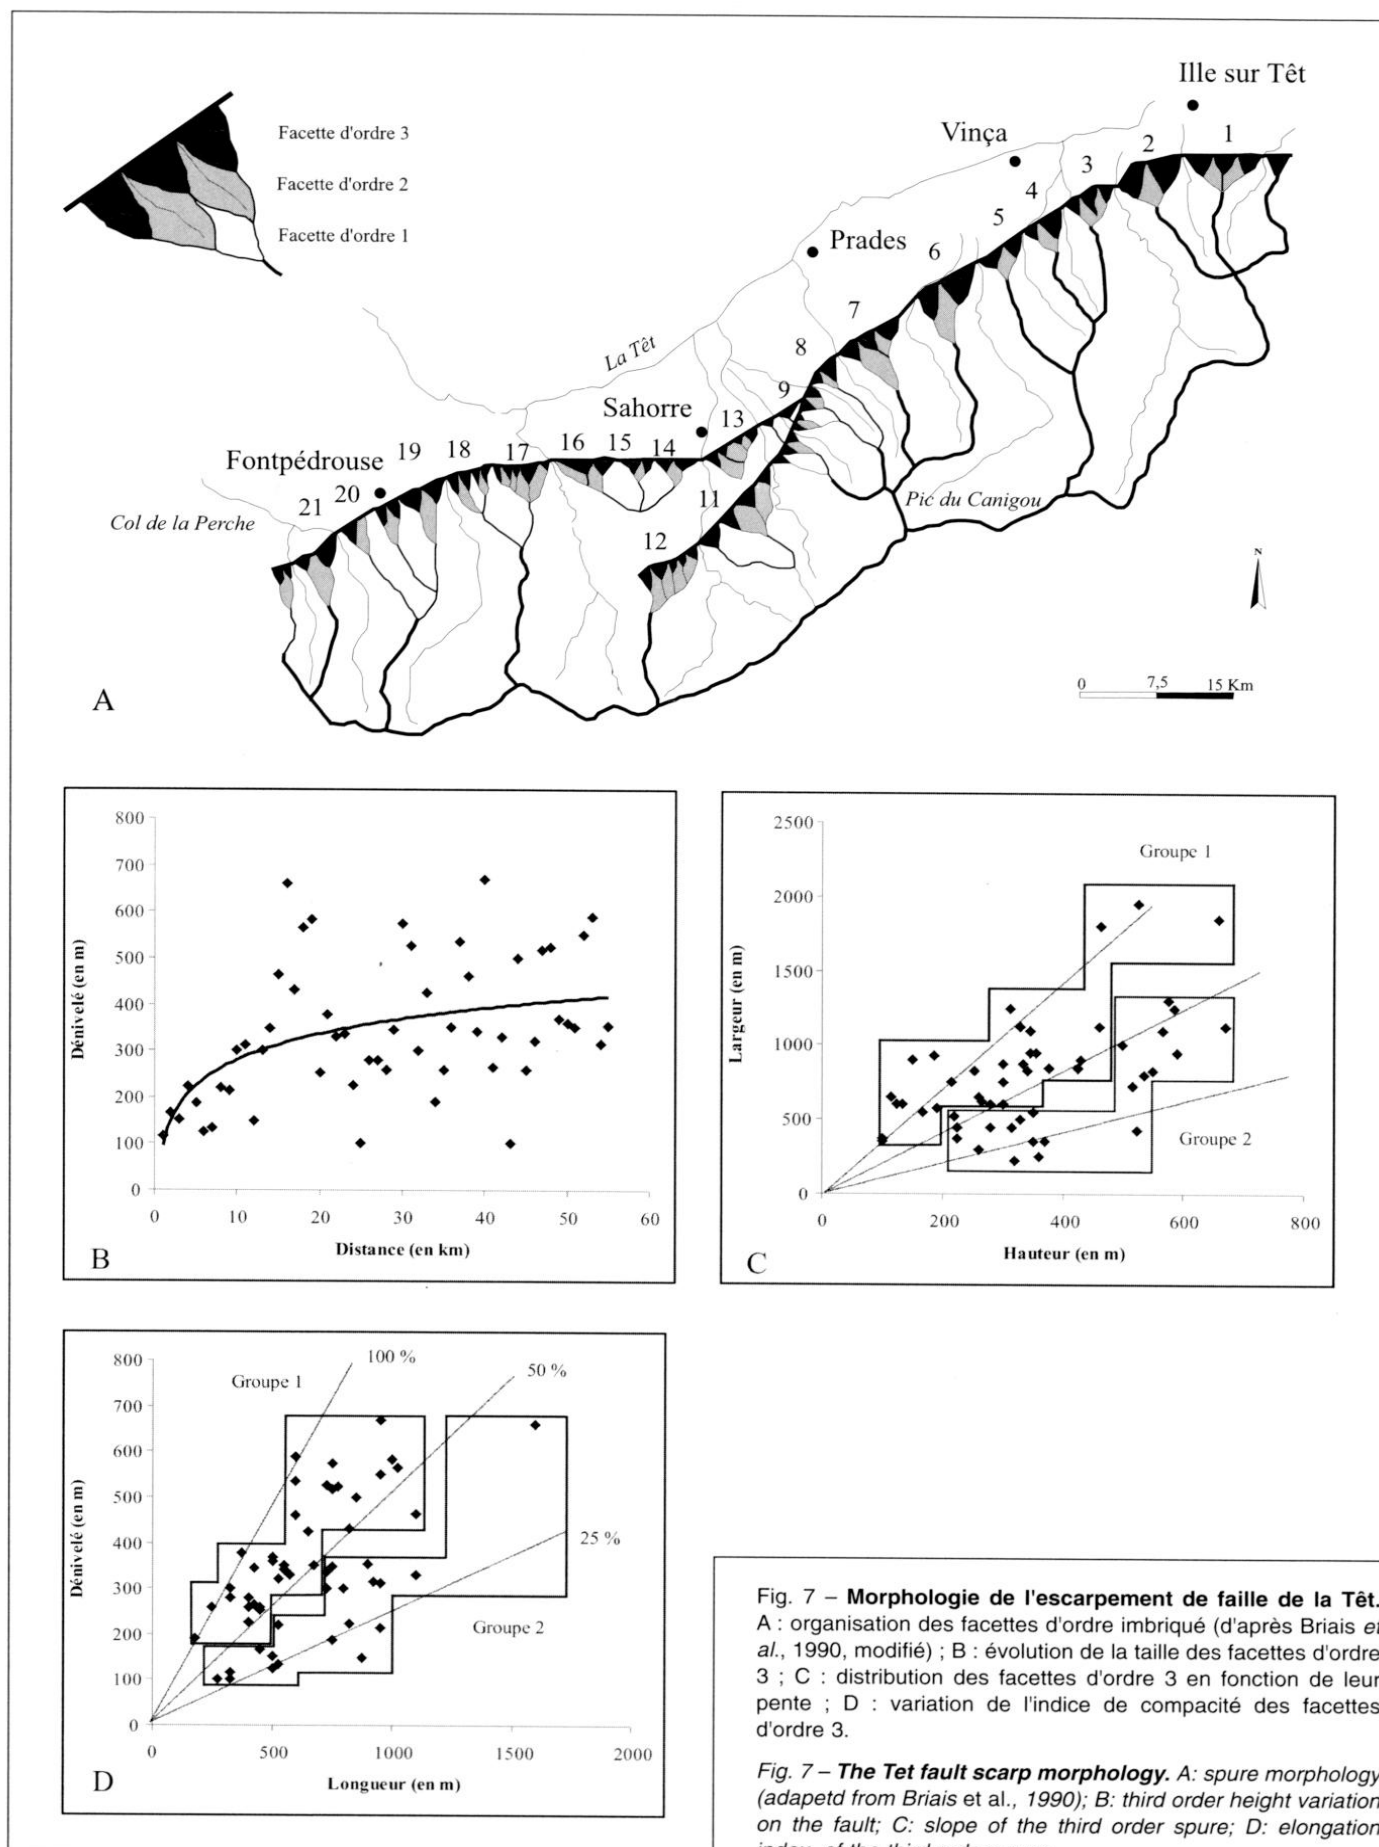 Ille sur Têt
Facette d'ordre 3
Vinça
1
2
3
Facette d'ordre 2
4
5
Facette d'ordre 1
Prades
6
7
La Têt
8
9
Sahorre
13
19
18
17
16
15
14
Fontpédrouse
21
20
11
Pic du Canigou
Col de la Perche
12
N
A
0 7,5 15 Km
800
700
600
500
400
300
200
100
0
Dénivelé (en m)
0 10 20 30 40 50 60
Distance (en km)
B
2500
2000
1500
1000
500
0
Largeur (en m)
Groupe 1
Groupe 2
0 200 400 600 800
Hauteur (en m)
C
800
700
600
500
400
300
200
100
0
Dénivelé (en m)
Groupe 1
100 %
50 %
25 %
Groupe 2
0 500 1000 1500 2000
Longueur (en m)
D
Fig. 7 – Morphologie de l'escarpement de faille de la Têt.
A : organisation des facettes d'ordre imbriqué (d'après Briais et
al., 1990, modifié) ; B : évolution de la taille des facettes d'ordre
3 ; C : distribution des facettes d'ordre 3 en fonction de leur
pente ; D : variation de l'indice de compacité des facettes
d'ordre 3.
Fig. 7 – The Tet fault scarp morphology. A: spure morphology
(adapetd from Briais et al., 1990); B: third order height variation
on the fault; C: slope of the third order spure; D: elongation